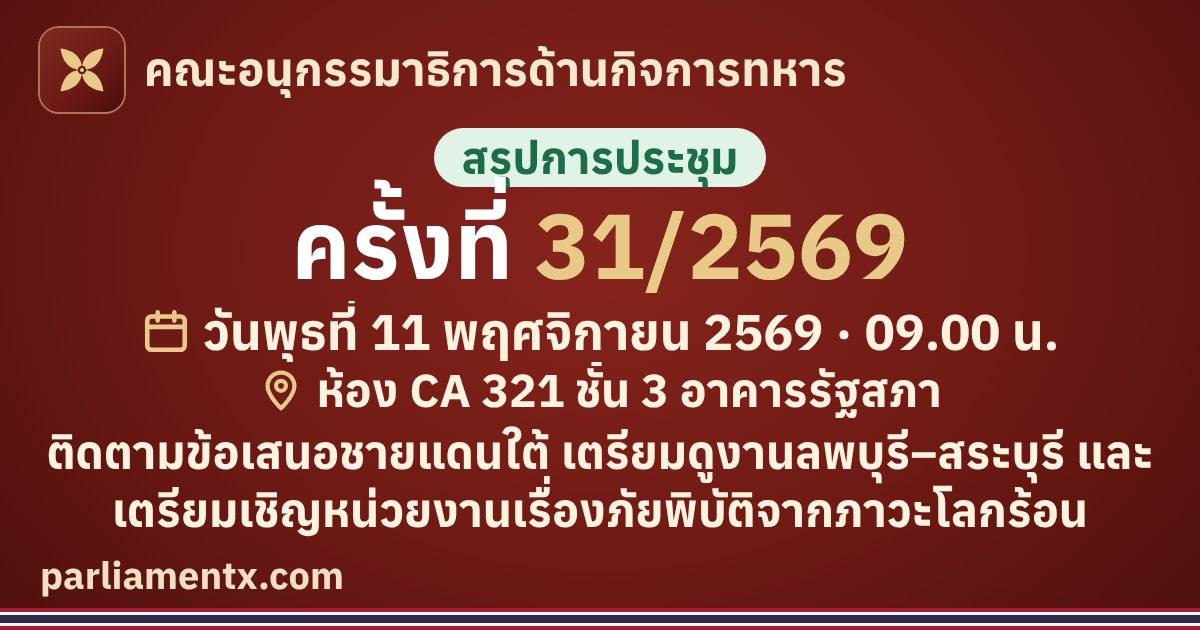 คณะอนุกรรมาธิการด้านกิจการทหาร
สรุปการประชุม
ครั้งที่ 31/2569
วันพุธที่ 11 พฤศจิกายน 2569 · 09.00 น.
ห้อง CA 321 ชั้น 3 อาคารรัฐสภา
ติดตามข้อเสนอชายแดนใต้ เตรียมดูงานลพบุรี–สระบุรี และ
เตรียมเชิญหน่วยงานเรื่องภัยพิบัติจากภาวะโลกร้อน
parliamentx.com